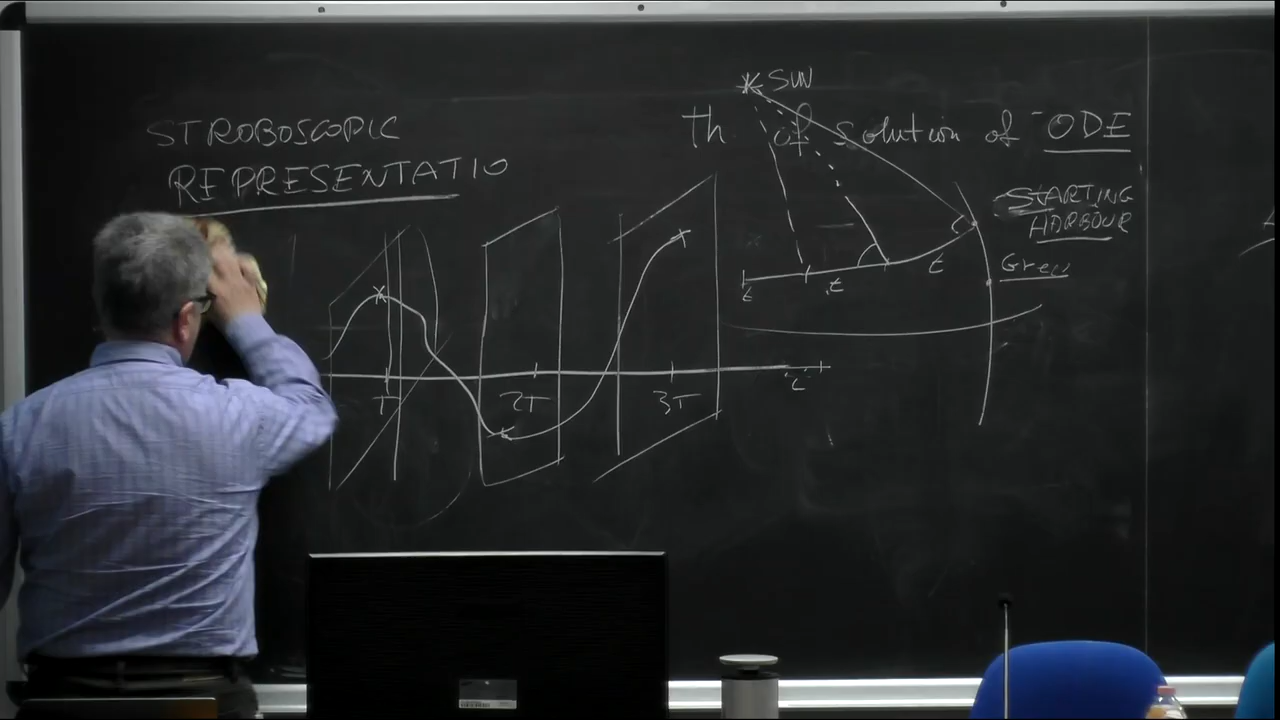 STROBOSCOPIC
REPRESENTATIO
SUN
th of solution of ODE
STARTING
HARBOUR
Gree
t
t
t
T
2T
3T